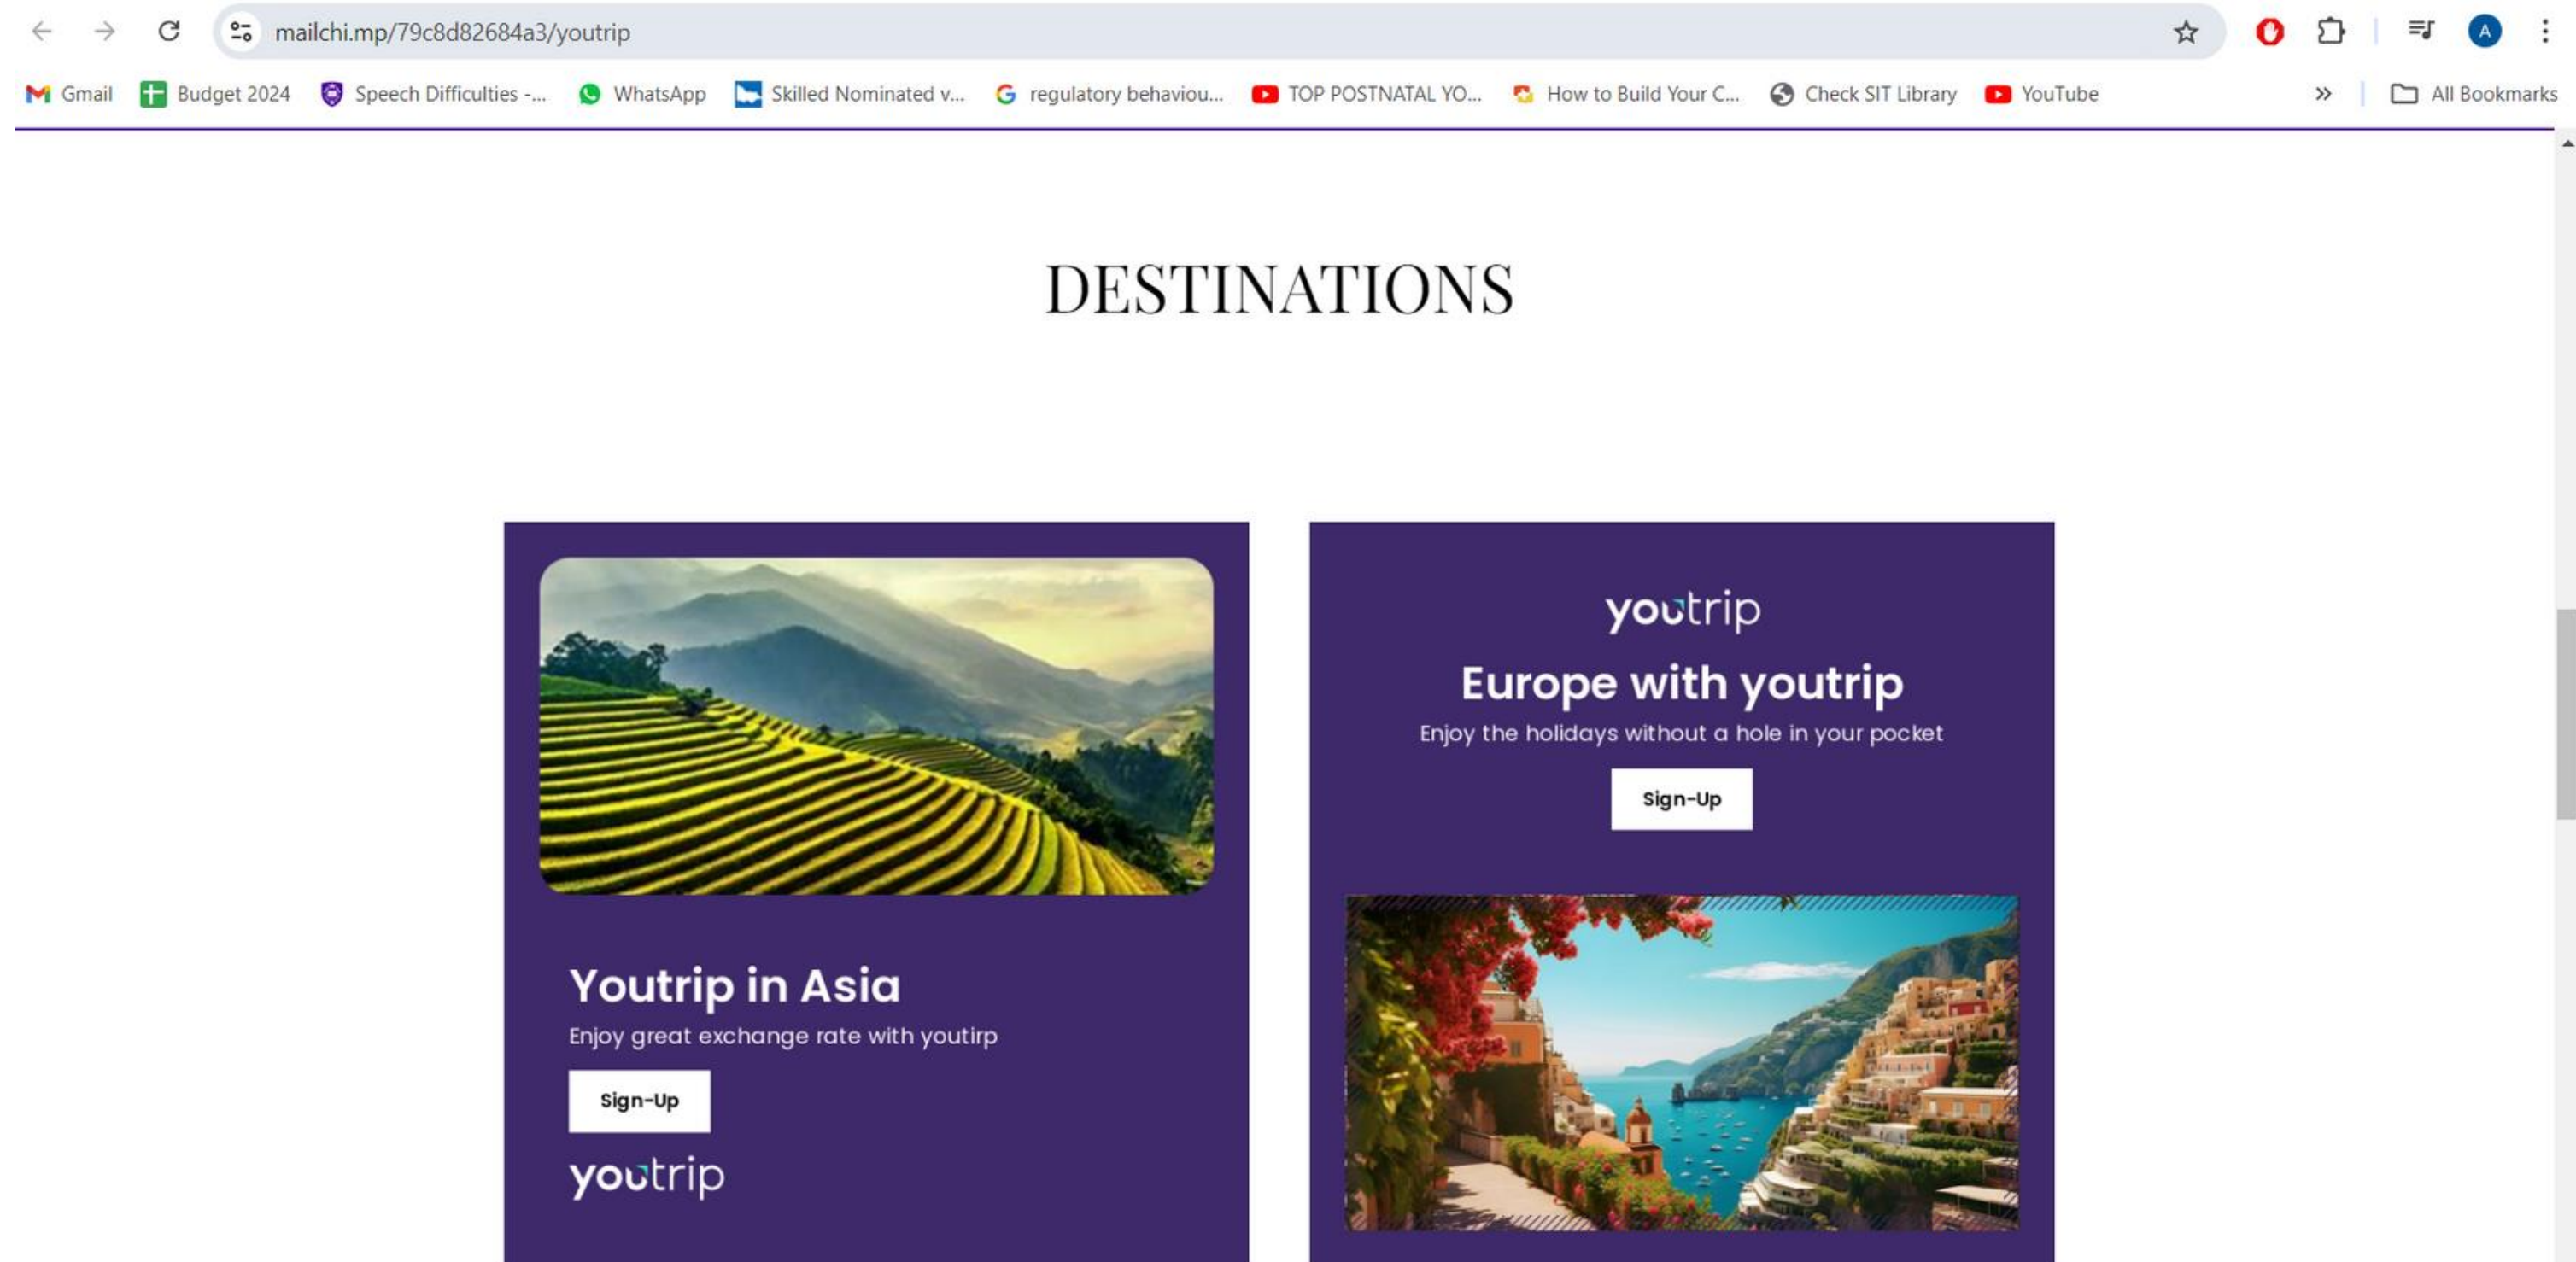 mailchi.mp/79c8d82684a3/youtrip
A
Gmail Budget 2024 Speech Difficulties -... WhatsApp Skilled Nominated v... regulatory behaviou... TOP POSTNATAL YO... How to Build Your C... Check SIT Library YouTube » All Bookmarks
DESTINATIONS
Youtrip in Asia
Enjoy great exchange rate with youtirp
Sign-Up
youtrip
youtrip
Europe with youtrip
Enjoy the holidays without a hole in your pocket
Sign-Up